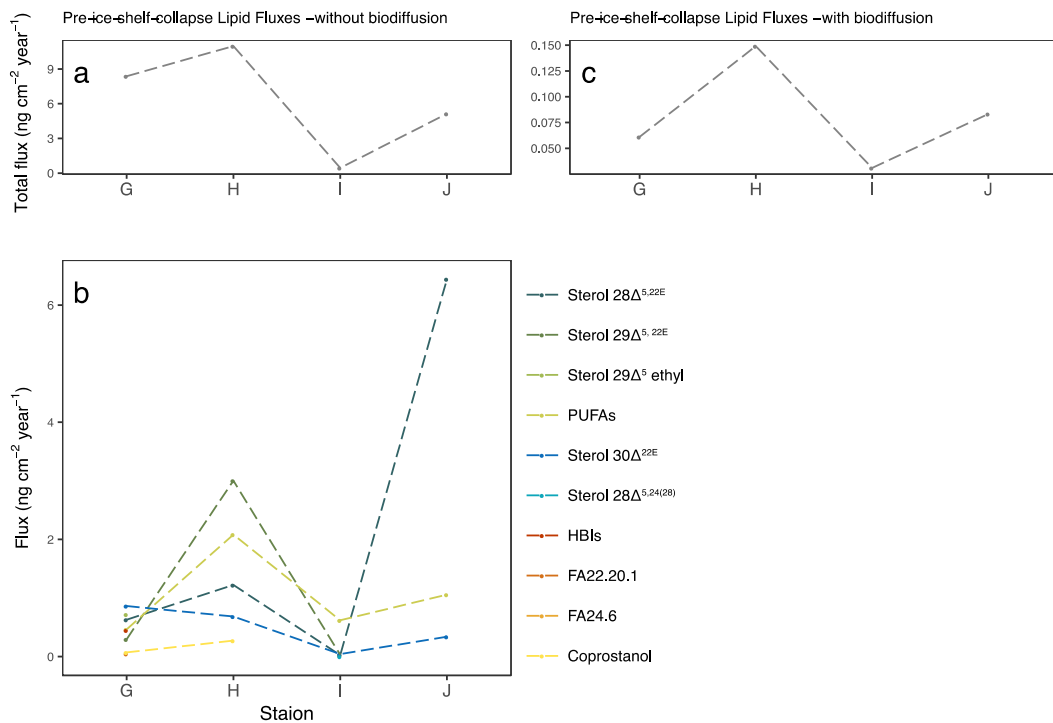 Pre-ice-shelf-collapse Lipid Fluxes -without biodiffusion
a
Total flux (ng cm⁻² year⁻¹)
9
6
3
0
G H I J
Pre-ice-shelf-collapse Lipid Fluxes -with biodiffusion
c
0.150
0.125
0.100
0.075
0.050
G H I J
b
Flux (ng cm⁻² year⁻¹)
6
4
2
0
G H I J
Staion
Sterol 28Δ⁵,²²ᴱ
Sterol 29Δ⁵, ²²ᴱ
Sterol 29Δ⁵ ethyl
PUFAs
Sterol 30Δ²²ᴱ
Sterol 28Δ⁵,²⁴⁽²⁸⁾
HBIs
FA22.20.1
FA24.6
Coprostanol